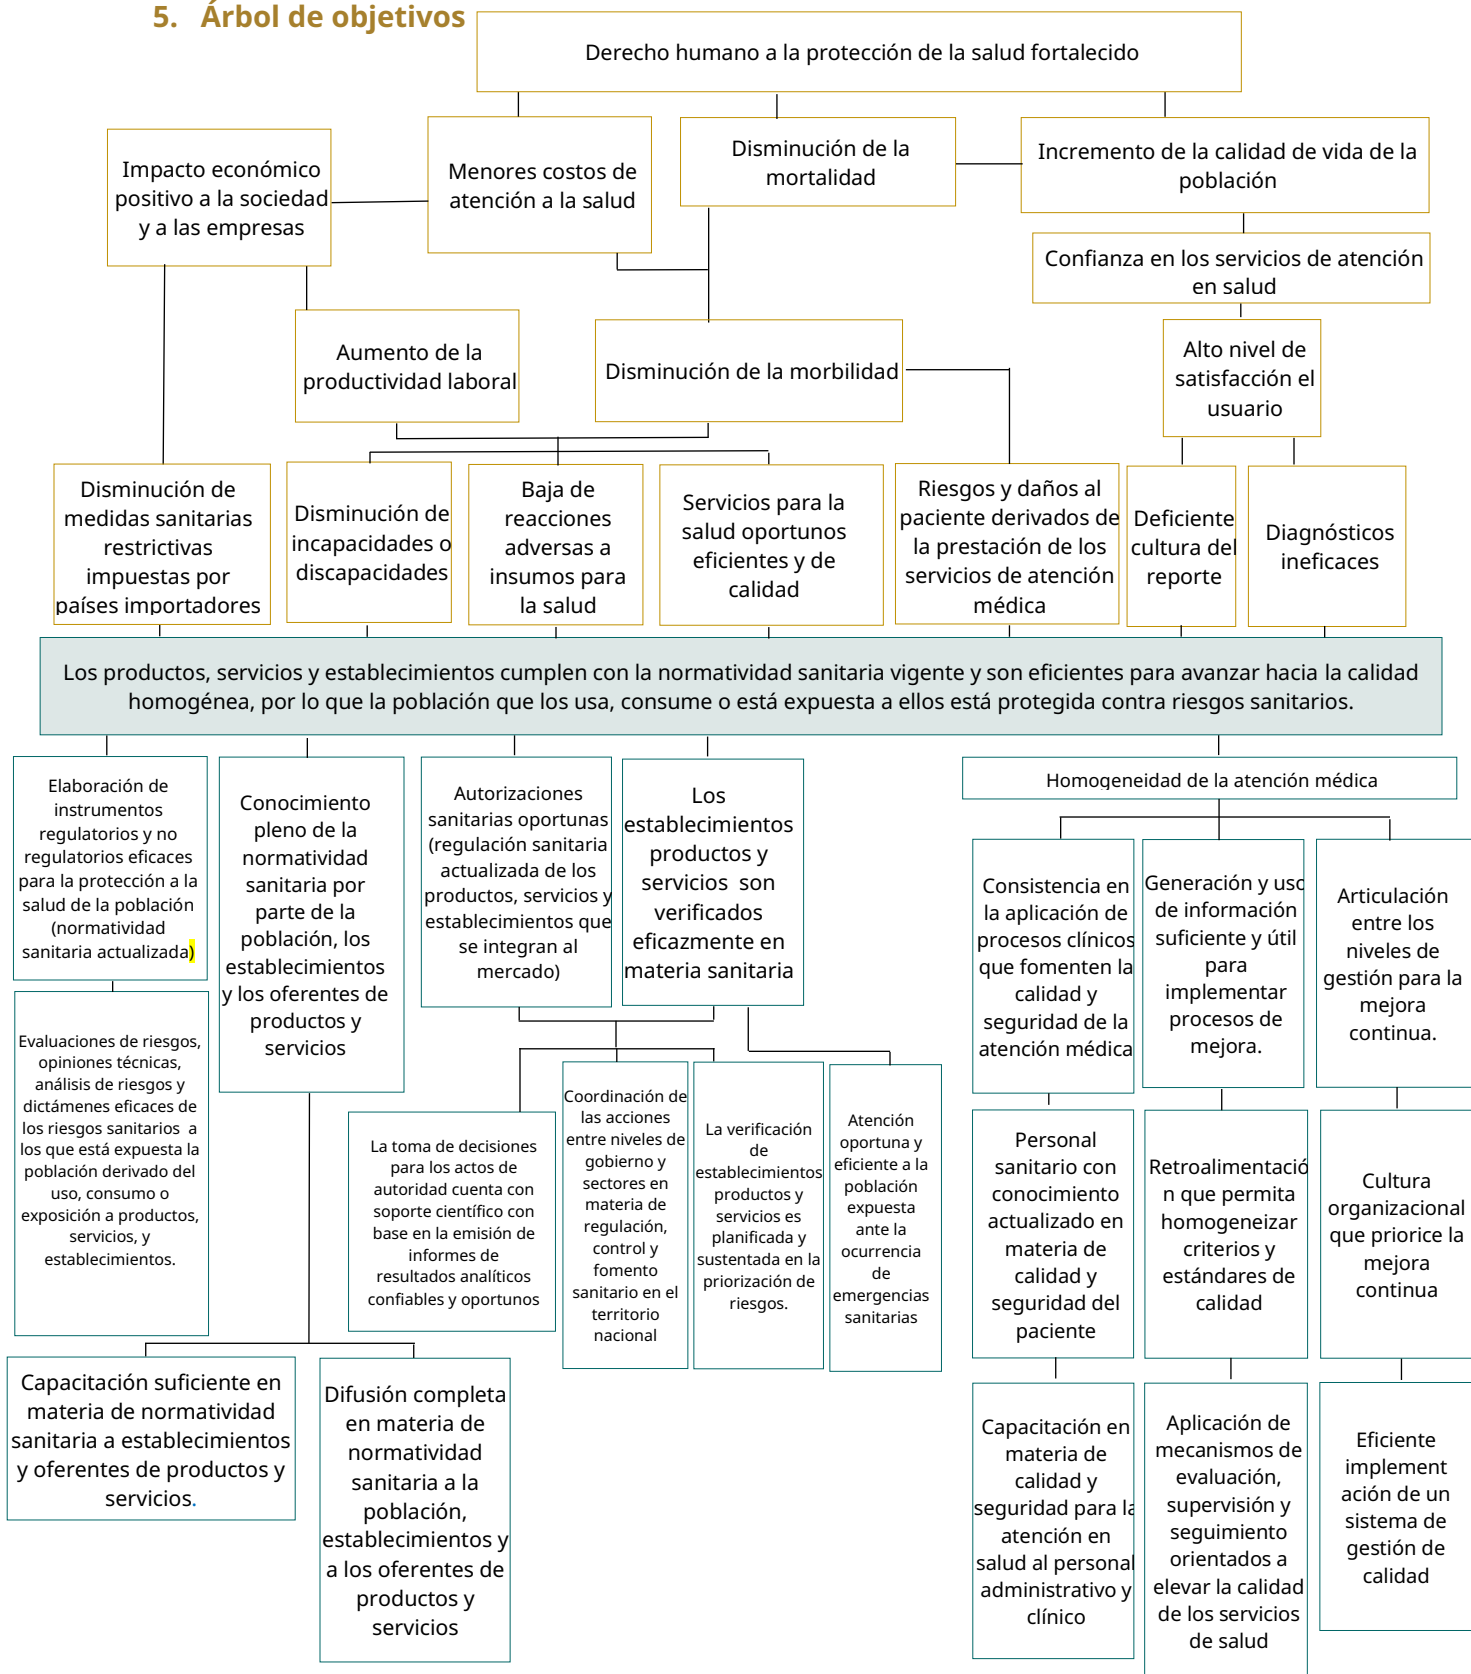 5. Árbol de objetivos
Derecho humano a la protección de la salud fortalecido
Impacto económico
positivo a la sociedad
y a las empresas
Menores costos de
atención a la salud
Disminución de la
mortalidad
Incremento de la calidad de vida de la
población
Confianza en los servicios de atención
en salud
Aumento de la
productividad laboral
Disminución de la morbilidad
Alto nivel de
satisfacción el
usuario
Disminución de
medidas sanitarias
restrictivas
impuestas por
países importadores
Disminución de
incapacidades o
discapacidades
Baja de
reacciones
adversas a
insumos para
la salud
Servicios para la
salud oportunos
eficientes y de
calidad
Riesgos y daños al
paciente derivados de
la prestación de los
servicios de atención
médica
Deficiente
cultura del
reporte
Diagnósticos
ineficaces
Los productos, servicios y establecimientos cumplen con la normatividad sanitaria vigente y son eficientes para avanzar hacia la calidad
homogénea, por lo que la población que los usa, consume o está expuesta a ellos está protegida contra riesgos sanitarios.
Elaboración de
instrumentos
regulatorios y no
regulatorios eficaces
para la protección a la
salud de la población
(normatividad
sanitaria actualizada)
Conocimiento
pleno de la
normatividad
sanitaria por
parte de la
población, los
establecimientos
y los oferentes de
productos y
servicios
Autorizaciones
sanitarias oportunas
(regulación sanitaria
actualizada de los
productos, servicios y
establecimientos que
se integran al
mercado)
Los
establecimientos
productos y
servicios son
verificados
eficazmente en
materia sanitaria
Homogeneidad de la atención médica
Consistencia en
la aplicación de
procesos clínicos
que fomenten la
calidad y
seguridad de la
atención médica
Generación y uso
de información
suficiente y útil
para
implementar
procesos de
mejora.
Articulación
entre los
niveles de
gestión para la
mejora
continua.
Evaluaciones de riesgos,
opiniones técnicas,
análisis de riesgos y
dictámenes eficaces de
los riesgos sanitarios a
los que está expuesta la
población derivado del
uso, consumo o
exposición a productos,
servicios, y
establecimientos.
La toma de decisiones
para los actos de
autoridad cuenta con
soporte científico con
base en la emisión de
informes de
resultados analíticos
confiables y oportunos
Coordinación de
las acciones
entre niveles de
gobierno y
sectores en
materia de
regulación,
control y
fomento
sanitario en el
territorio
nacional
La verificación
de
establecimientos
productos y
servicios es
planificada y
sustentada en la
priorización de
riesgos.
Atención
oportuna y
eficiente a la
población
expuesta
ante la
ocurrencia
de
emergencias
sanitarias
Personal
sanitario con
conocimiento
actualizado en
materia de
calidad y
seguridad del
paciente
Retroalimentació
n que permita
homogeneizar
criterios y
estándares de
calidad
Cultura
organizacional
que priorice la
mejora
continua
Capacitación suficiente en
materia de normatividad
sanitaria a establecimientos
y oferentes de productos y
servicios.
Difusión completa
en materia de
normatividad
sanitaria a la
población,
establecimientos y
a los oferentes de
productos y
servicios
Capacitación en
materia de
calidad y
seguridad para la
atención en
salud al personal
administrativo y
clínico
Aplicación de
mecanismos de
evaluación,
supervisión y
seguimiento
orientados a
elevar la calidad
de los servicios
de salud
Eficiente
implement
ación de un
sistema de
gestión de
calidad